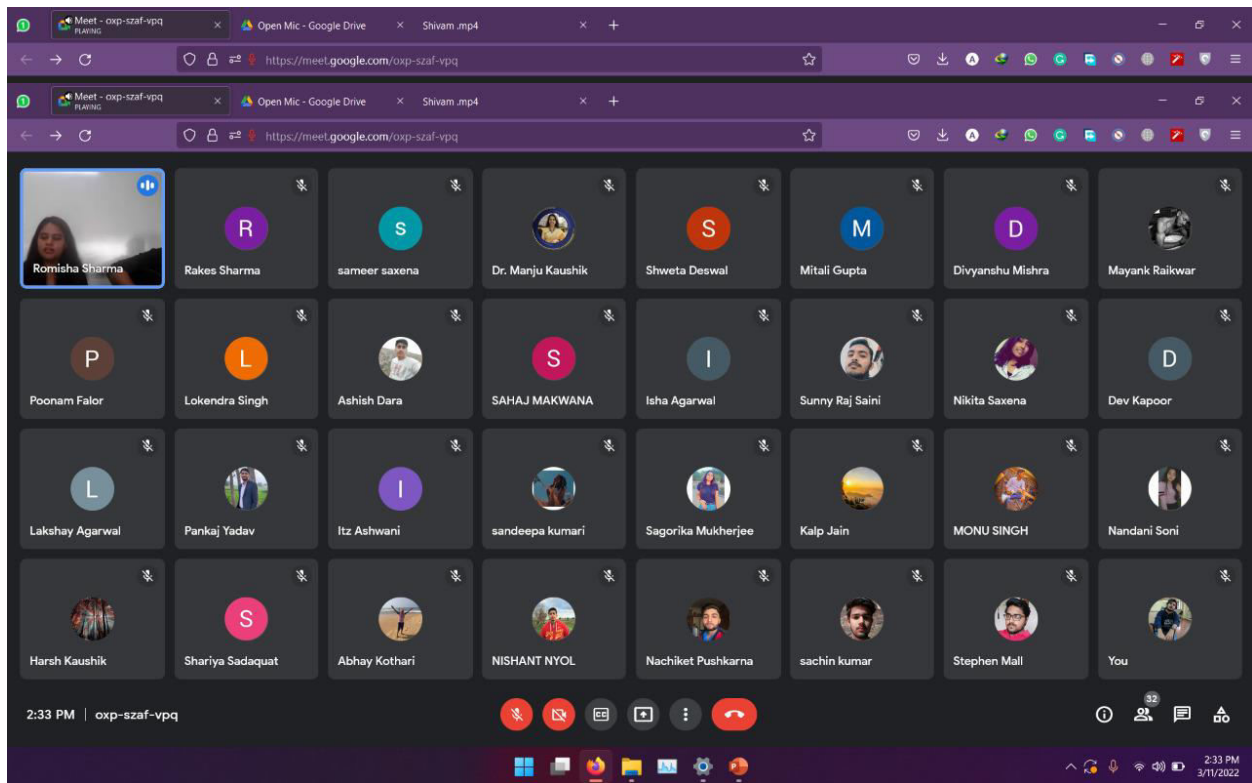 Meet - oxp-szaf-vpq
PLAYING
Open Mic - Google Drive
Shivam .mp4
https://meet.google.com/oxp-szaf-vpq
Meet - oxp-szaf-vpq
PLAYING
Open Mic - Google Drive
Shivam .mp4
https://meet.google.com/oxp-szaf-vpq
Romisha Sharma
R
Rakes Sharma
s
sameer saxena
Dr. Manju Kaushik
S
Shweta Deswal
M
Mitali Gupta
D
Divyanshu Mishra
Mayank Raikwar
P
Poonam Falor
L
Lokendra Singh
Ashish Dara
S
SAHAJ MAKWANA
I
Isha Agarwal
Sunny Raj Saini
Nikita Saxena
D
Dev Kapoor
L
Lakshay Agarwal
Pankaj Yadav
I
Itz Ashwani
sandeepa kumari
Sagorika Mukherjee
Kalp Jain
MONU SINGH
Nandani Soni
Harsh Kaushik
S
Shariya Sadaquat
Abhay Kothari
NISHANT NYOL
Nachiket Pushkarna
sachin kumar
Stephen Mall
You
2:33 PM | oxp-szaf-vpq
CC
32
2:33 PM
3/11/2022